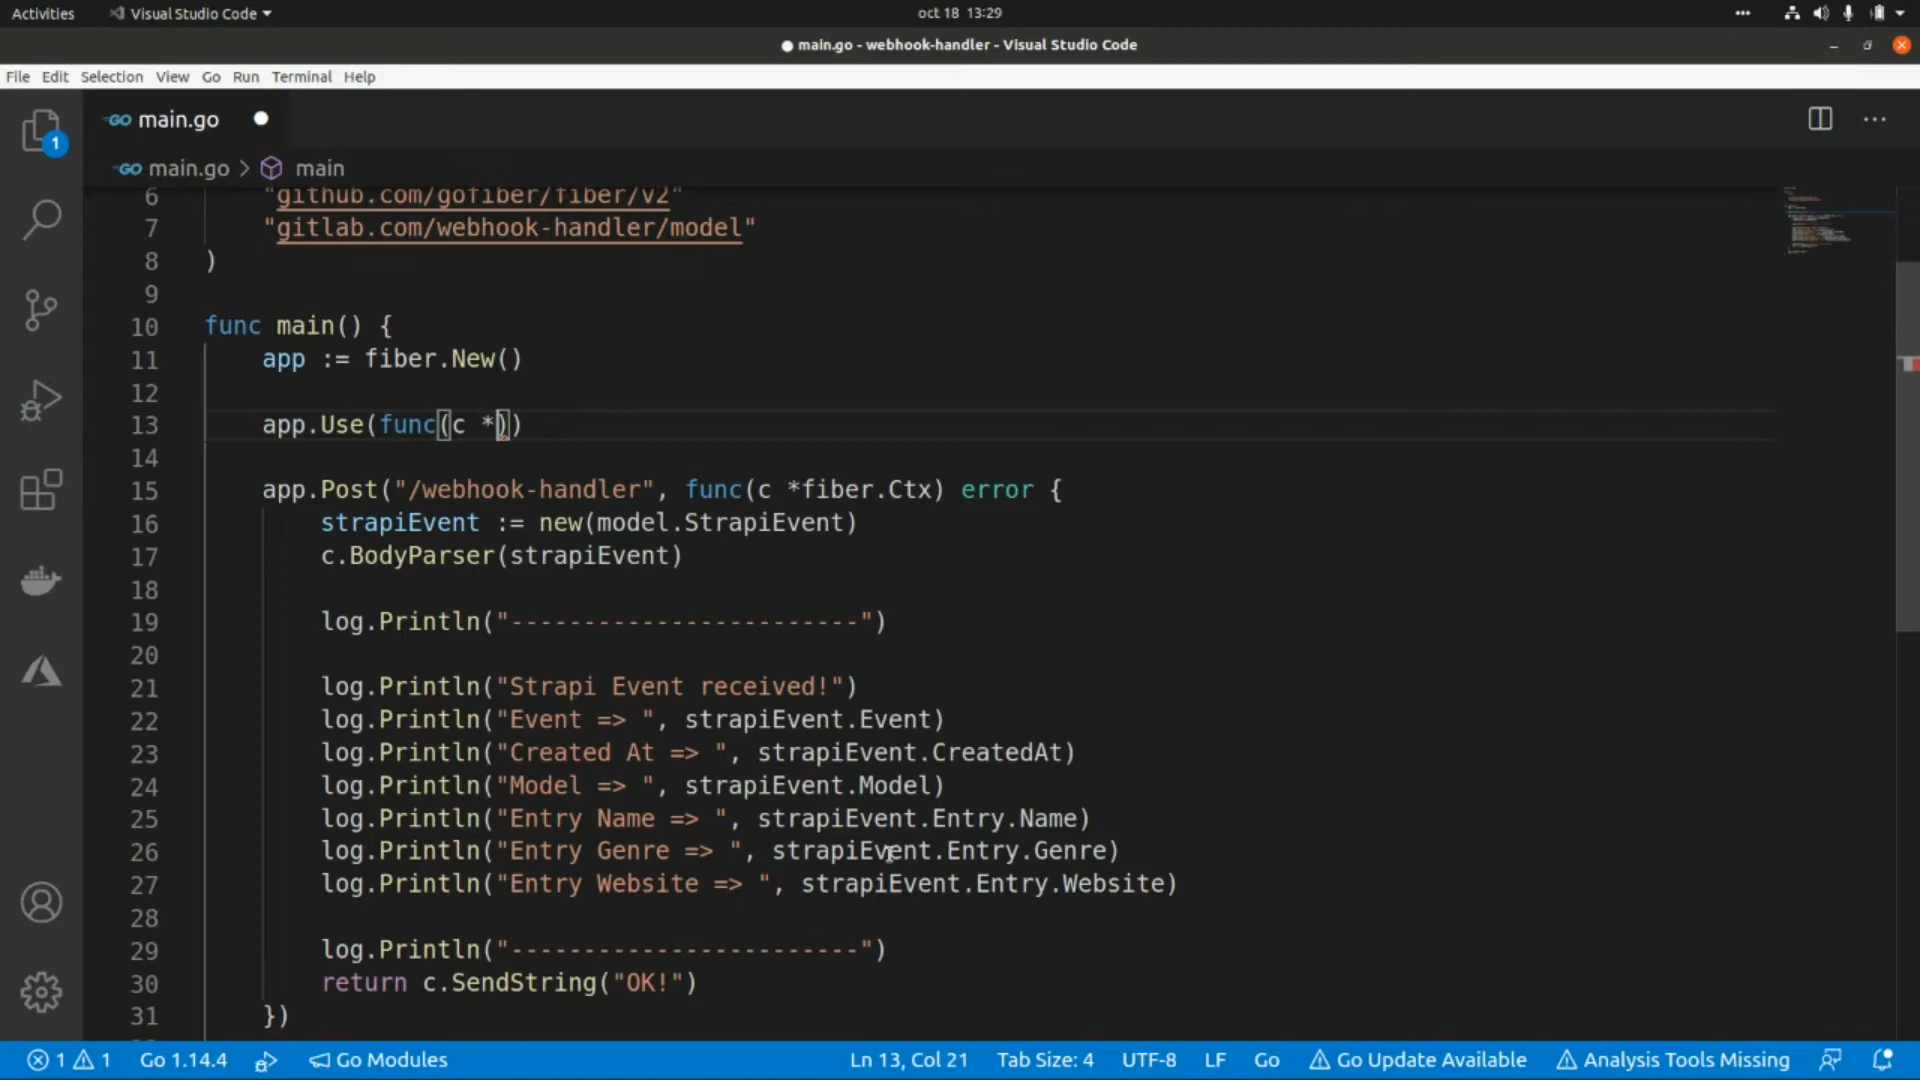 Activities
Visual Studio Code
oct 18 13:29
main.go - webhook-handler - Visual Studio Code
File Edit Selection View Go Run Terminal Help
1
GO main.go
GO main.go > main
6 "github.com/gofiber/fiber/v2"
7 "gitlab.com/webhook-handler/model"
8 )
9
10 func main() {
11 app := fiber.New()
12
13 app.Use(func(c *))
14
15 app.Post("/webhook-handler", func(c *fiber.Ctx) error {
16 strapiEvent := new(model.StrapiEvent)
17 c.BodyParser(strapiEvent)
18
19 log.Println("------------------------")
20
21 log.Println("Strapi Event received!")
22 log.Println("Event => ", strapiEvent.Event)
23 log.Println("Created At => ", strapiEvent.CreatedAt)
24 log.Println("Model => ", strapiEvent.Model)
25 log.Println("Entry Name => ", strapiEvent.Entry.Name)
26 log.Println("Entry Genre => ", strapiEvent.Entry.Genre)
27 log.Println("Entry Website => ", strapiEvent.Entry.Website)
28
29 log.Println("------------------------")
30 return c.SendString("OK!")
31 })
1 1 Go 1.14.4 Go Modules Ln 13, Col 21 Tab Size: 4 UTF-8 LF Go Go Update Available Analysis Tools Missing